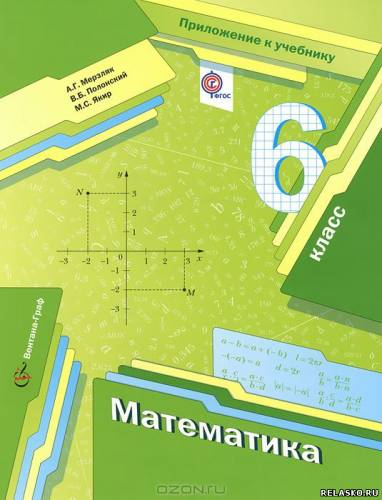 Приложение к учебнику
А.Г. Мерзляк
В.Б. Полонский
М.С. Якир
ФГОС
6
класс
y
N
3
2
1
-3 -2 -1 0 1 2 3 x
-1
-2
-3
M
Вентана-Граф
a - b = a + (-b)
l = 2πr
-(-a) = a
d = 2r
Математика
ozon.ru
RELASKO.RU